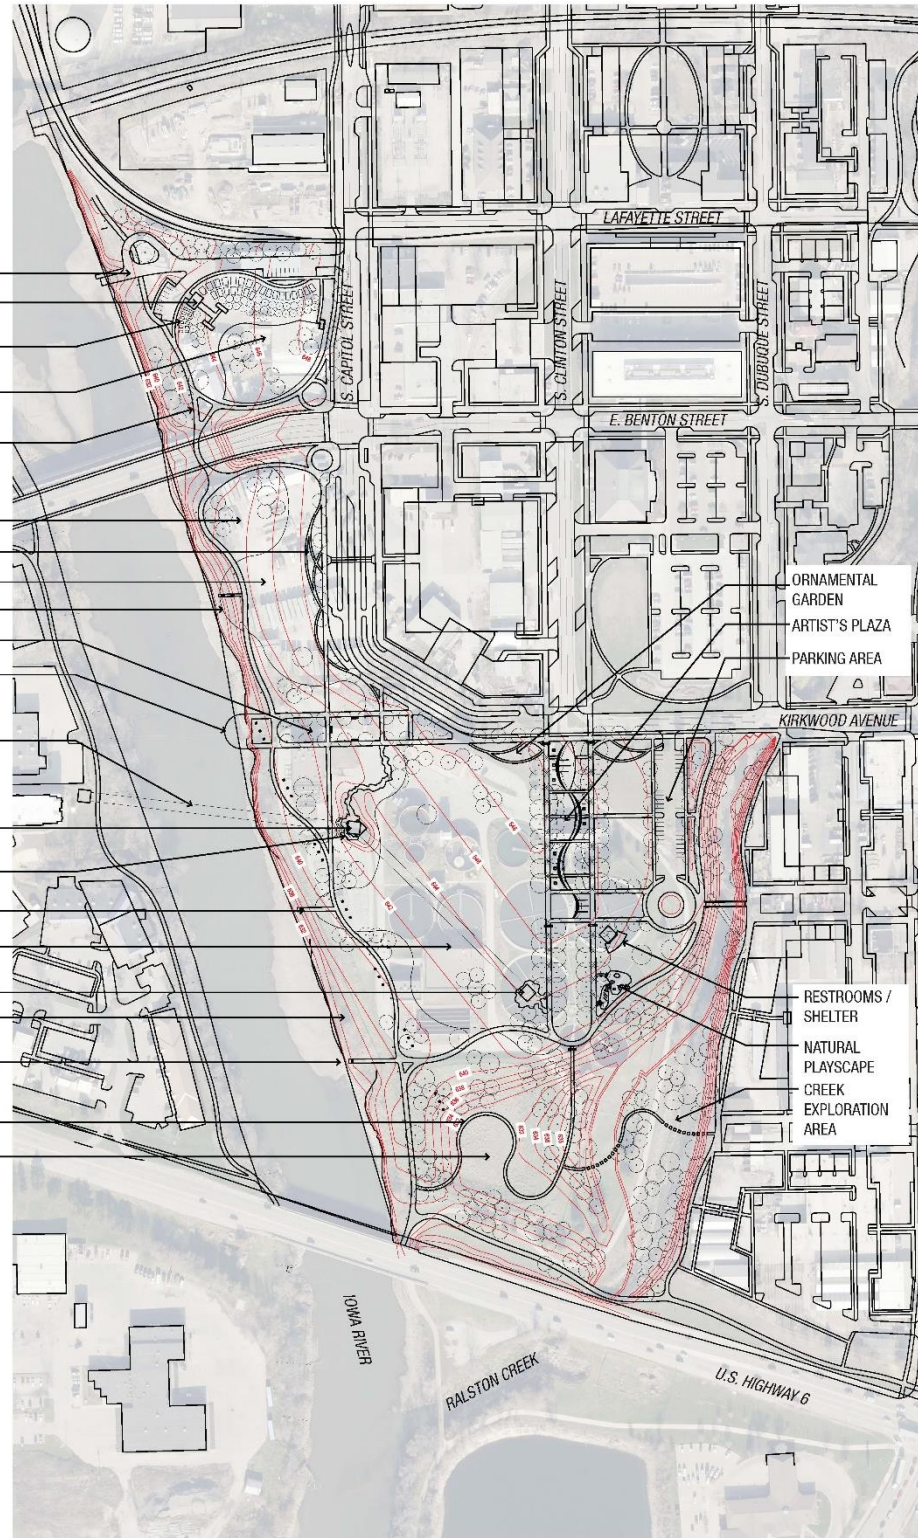 LAFAYETTE STREET
S. CAPITOL STREET
S. CLINTON STREET
S. DUBUQUE STREET
E. BENTON STREET
ORNAMENTAL
GARDEN
ARTIST'S PLAZA
PARKING AREA
KIRKWOOD AVENUE
RESTROOMS /
SHELTER
NATURAL
PLAYSCAPE
CREEK
EXPLORATION
AREA
IOWA RIVER
RALSTON CREEK
U.S. HIGHWAY 6